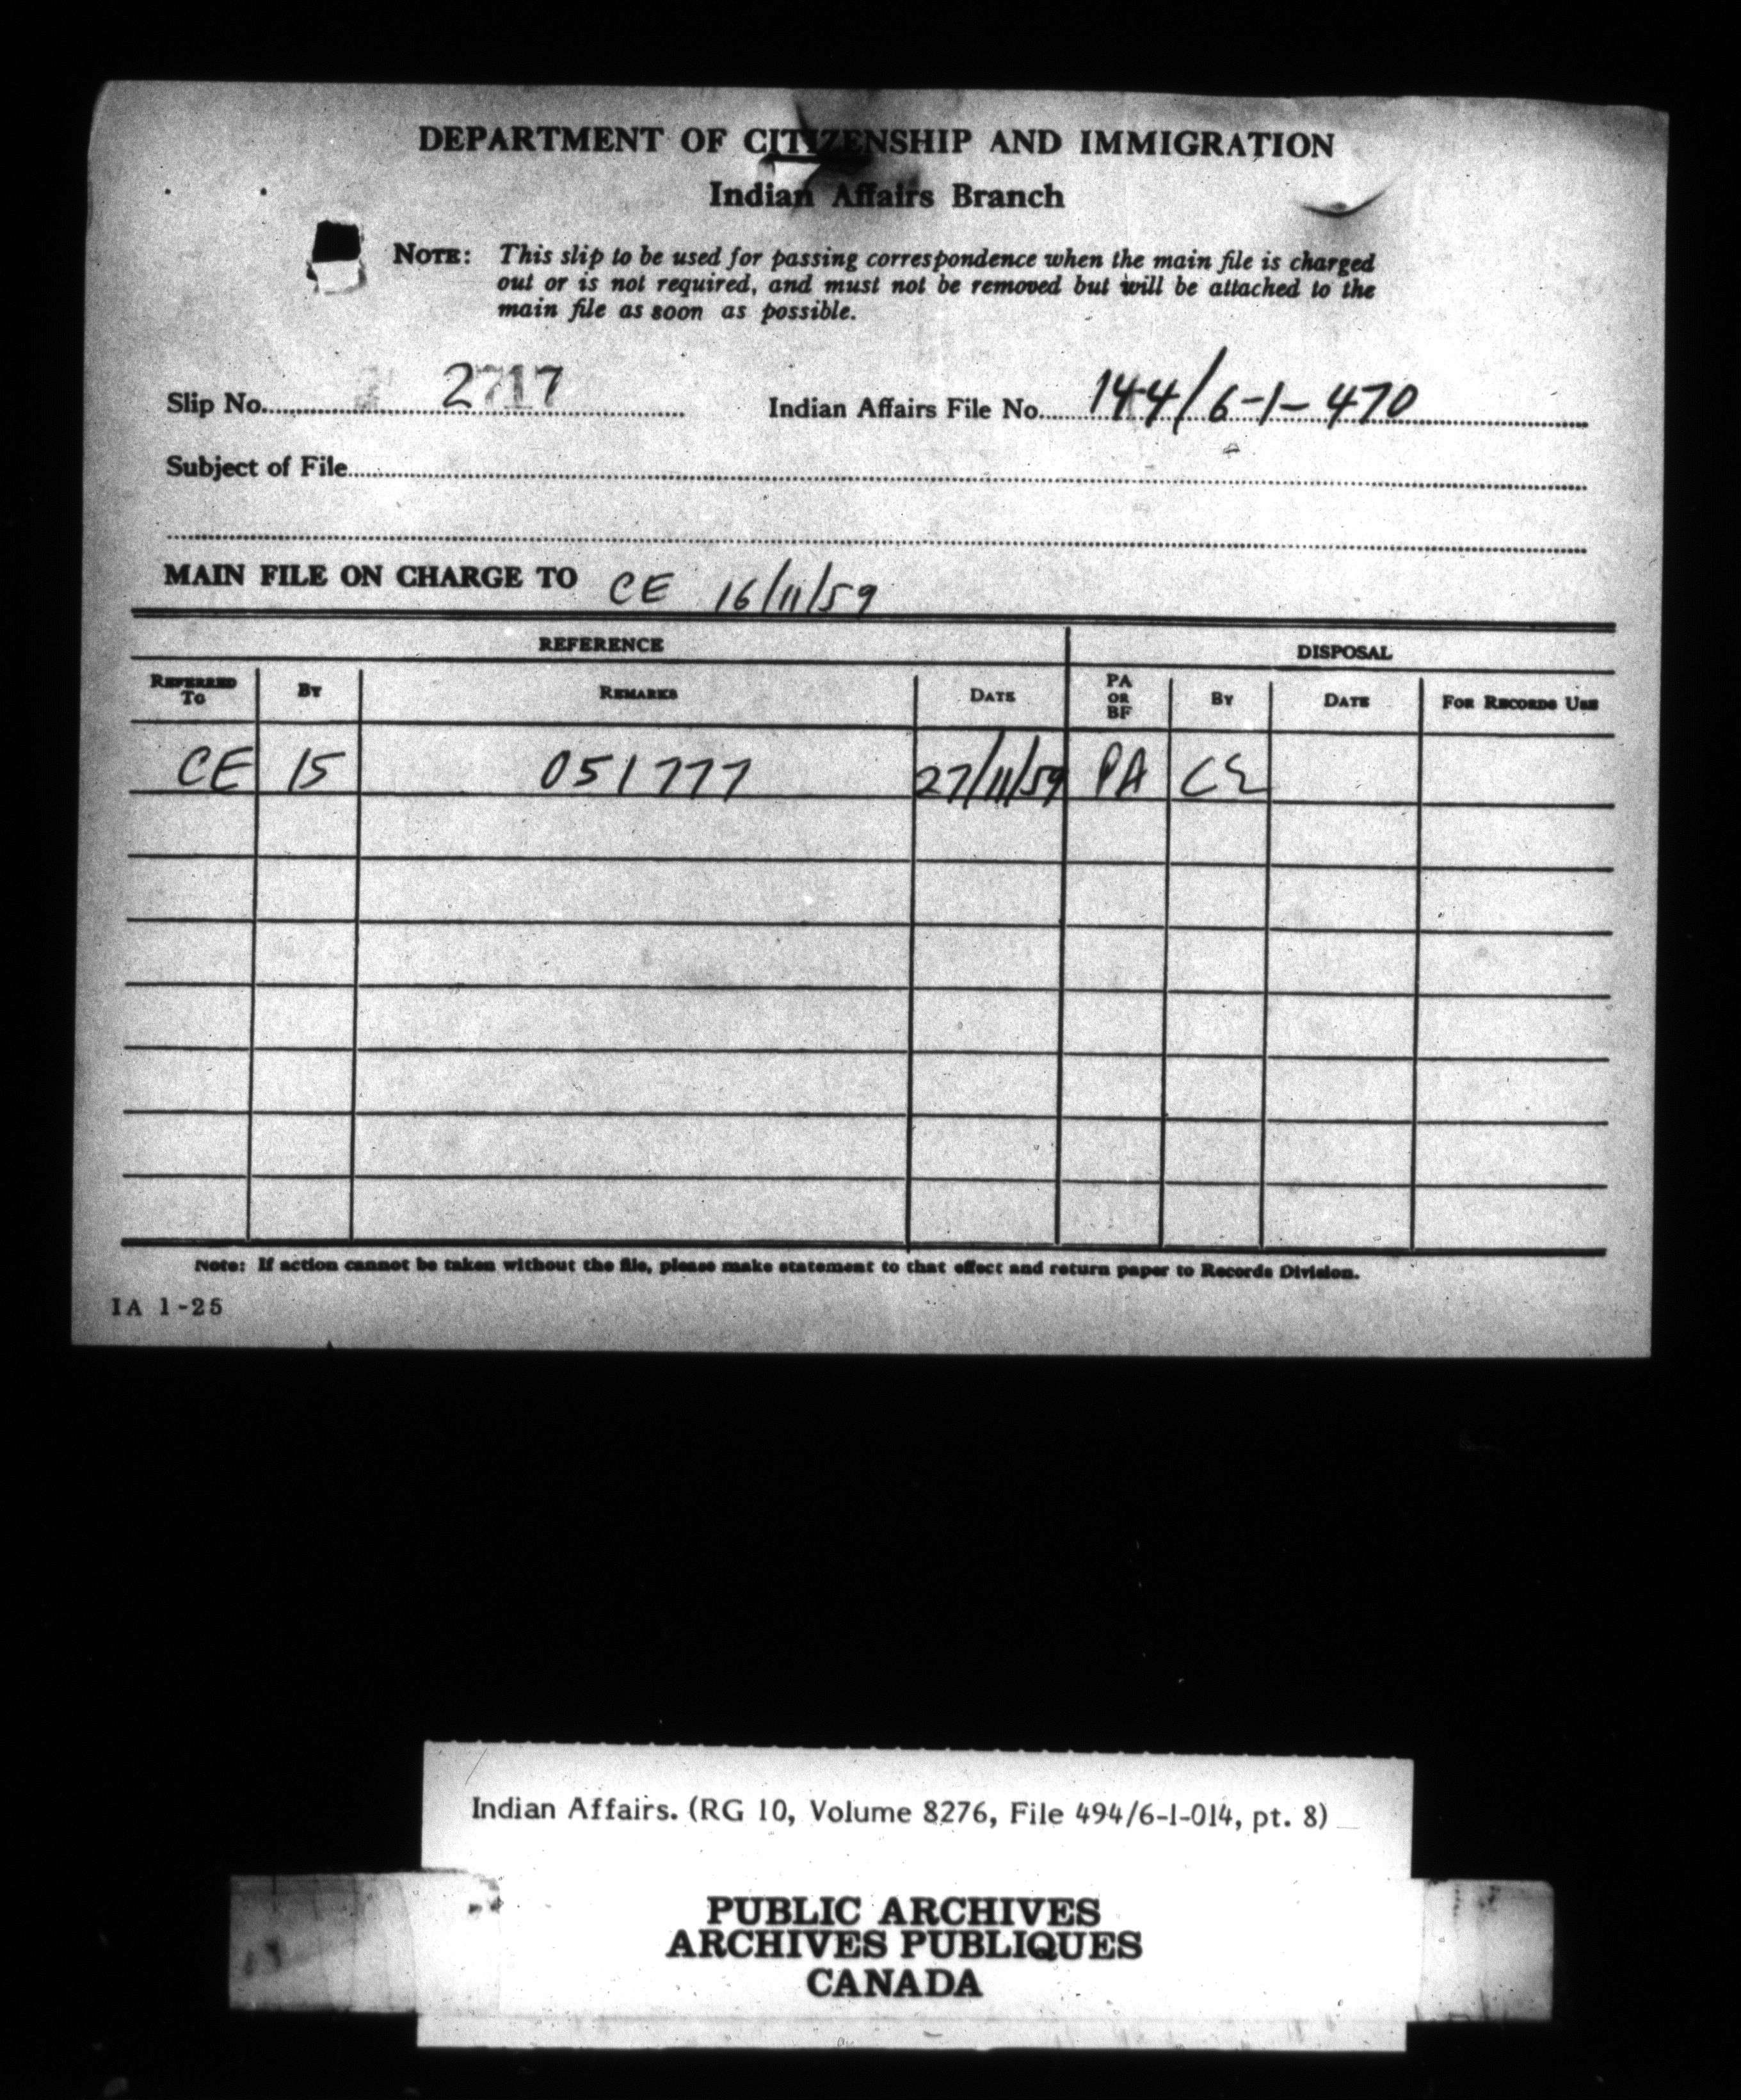 DEPARTMENT OF CITIZENSHIP AND IMMIGRATION
Indian Affairs Branch
NOTE: This slip to be used for passing correspondence when the main file is charged
out or is not required, and must not be removed but will be attached to the
main file as soon as possible.
Slip No. 2717 Indian Affairs File No. 144/6-1-470
Subject of File
MAIN FILE ON CHARGE TO CE 16/11/59
REFERENCE DISPOSAL
REFERRED TO BY REMARKS DATE PA OR BF BY DATE FOR RECORDS USE
CE 15 051777 27/11/59 PA CE
Note: If action cannot be taken without the file, please make statement to that effect and return paper to Records Division.
IA 1-25
Indian Affairs. (RG 10, Volume 8276, File 494/6-1-014, pt. 8)
PUBLIC ARCHIVES
ARCHIVES PUBLIQUES
CANADA